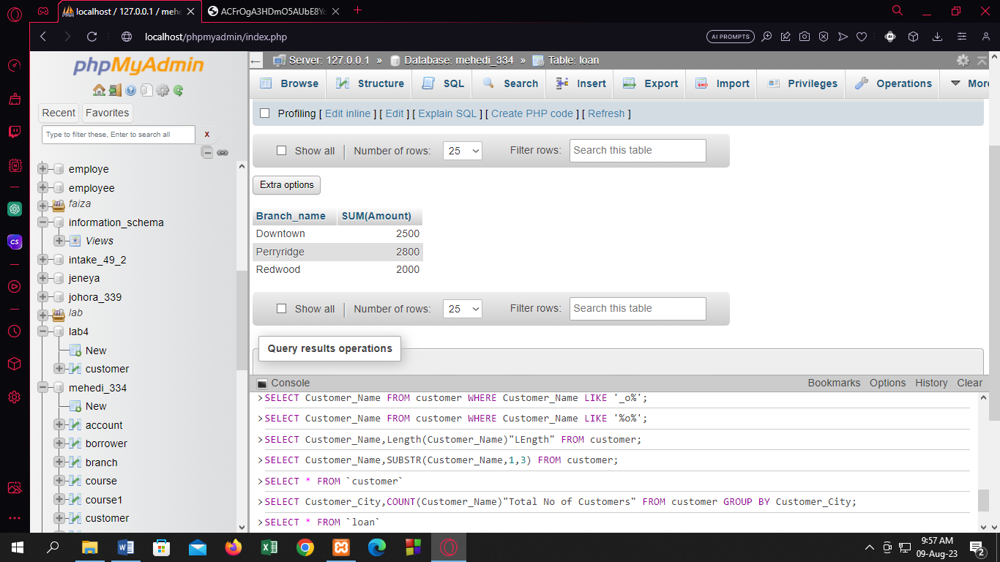 localhost / 127.0.0.1 / mehe
ACFrOgA3HDmO5AUbE8Yc
localhost/phpmyadmin/index.php
AI PROMPTS
phpMyAdmin
Recent
Favorites
Type to filter these, Enter to search all
X
employe
employee
faiza
information_schema
Views
intake_49_2
jeneya
johora_339
lab
lab4
New
customer
mehedi_334
New
account
borrower
branch
course
course1
customer
Server: 127.0.0.1 » Database: mehedi_334 » Table: loan
Browse Structure SQL Search Insert Export Import Privileges Operations More
Profiling [ Edit inline ] [ Edit ] [ Explain SQL ] [ Create PHP code ] [ Refresh ]
Show all Number of rows: 25 Filter rows: Search this table
Extra options
Branch_name SUM(Amount)
Downtown 2500
Perryridge 2800
Redwood 2000
Show all Number of rows: 25 Filter rows: Search this table
Query results operations
Console Bookmarks Options History Clear
>SELECT Customer_Name FROM customer WHERE Customer_Name LIKE '_o%';
>SELECT Customer_Name FROM customer WHERE Customer_Name LIKE '%o%';
>SELECT Customer_Name,Length(Customer_Name)"LEngth" FROM customer;
>SELECT Customer_Name,SUBSTR(Customer_Name,1,3) FROM customer;
>SELECT * FROM `customer`
>SELECT Customer_City,COUNT(Customer_Name)"Total No of Customers" FROM customer GROUP BY Customer_City;
>SELECT * FROM `loan`
CS
9:57 AM
09-Aug-23
2